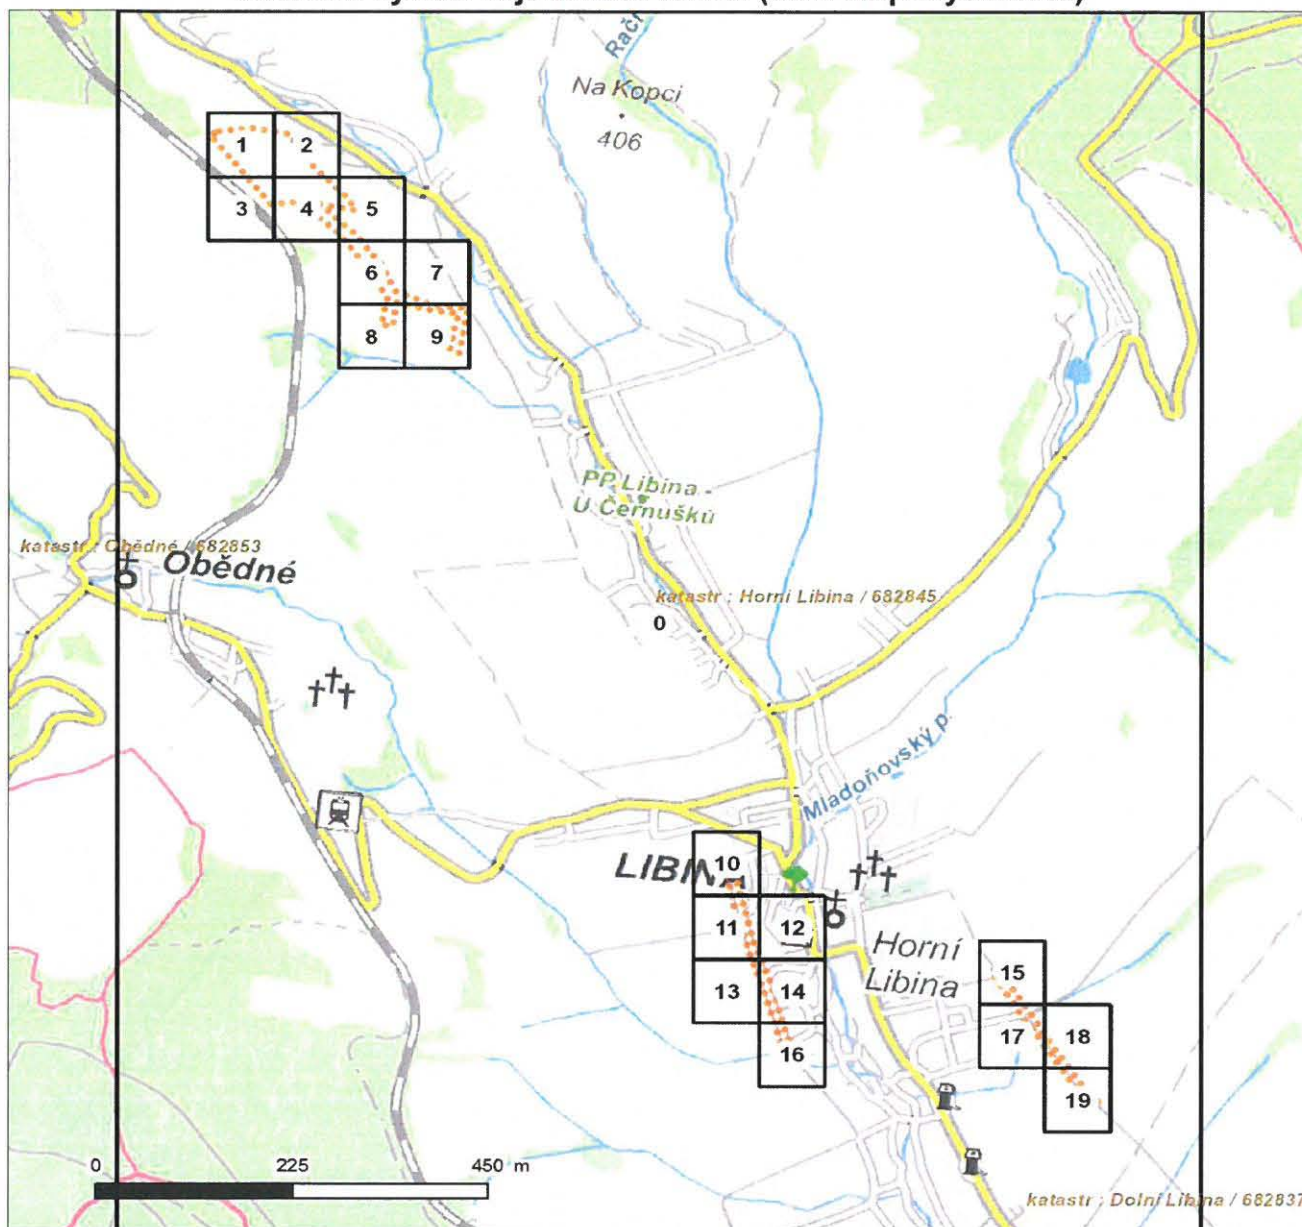 Rač
Na Kopci
406
1
2
3
4
5
6
7
8
9
PP Libina -
U Černušků
katastr : Obědné / 682853
Obědné
katastr : Horní Libina / 682845
0
Mladoňovský p.
LIBINA
10
11
12
13
14
16
Horní
Libina
15
17
18
19
0 225 450 m
katastr : Dolní Libina / 682837